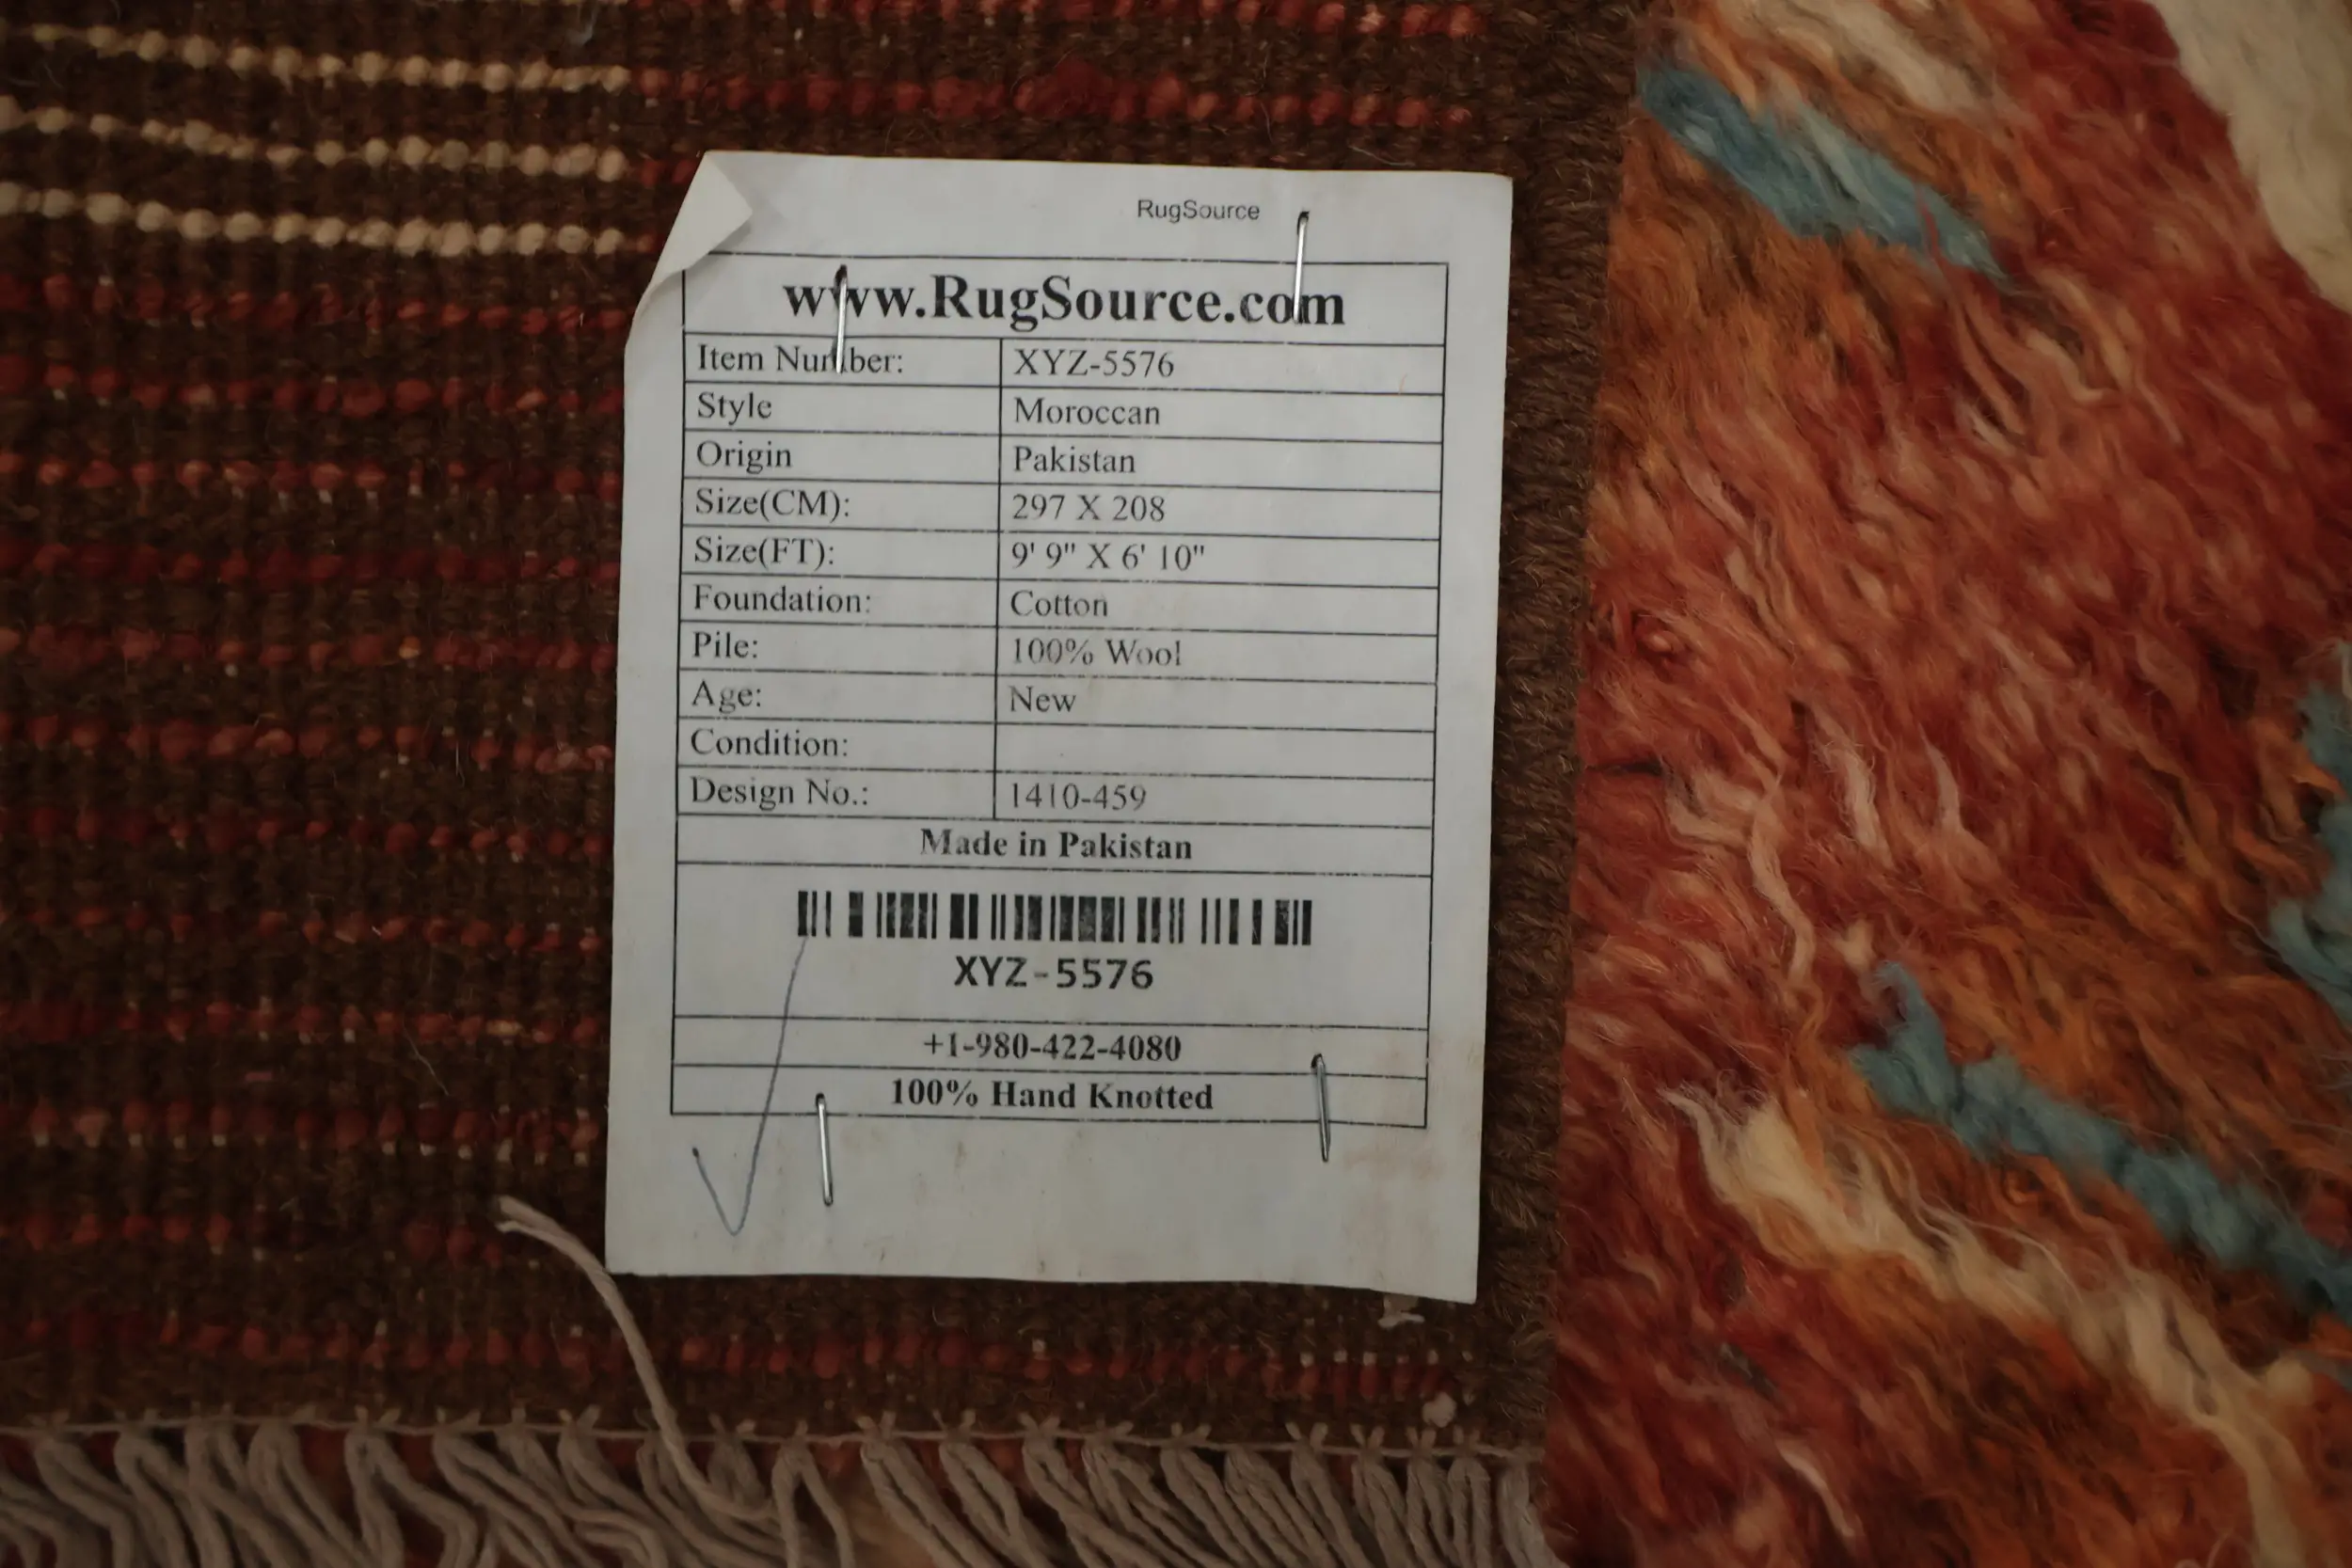 RugSource
www.RugSource.com
Item Number: XYZ-5576
Style Moroccan
Origin Pakistan
Size(CM): 297 X 208
Size(FT): 9' 9" X 6' 10"
Foundation: Cotton
Pile: 100% Wool
Age: New
Condition:
Design No.: 1410-459
Made in Pakistan
XYZ-5576
+1-980-422-4080
100% Hand Knotted